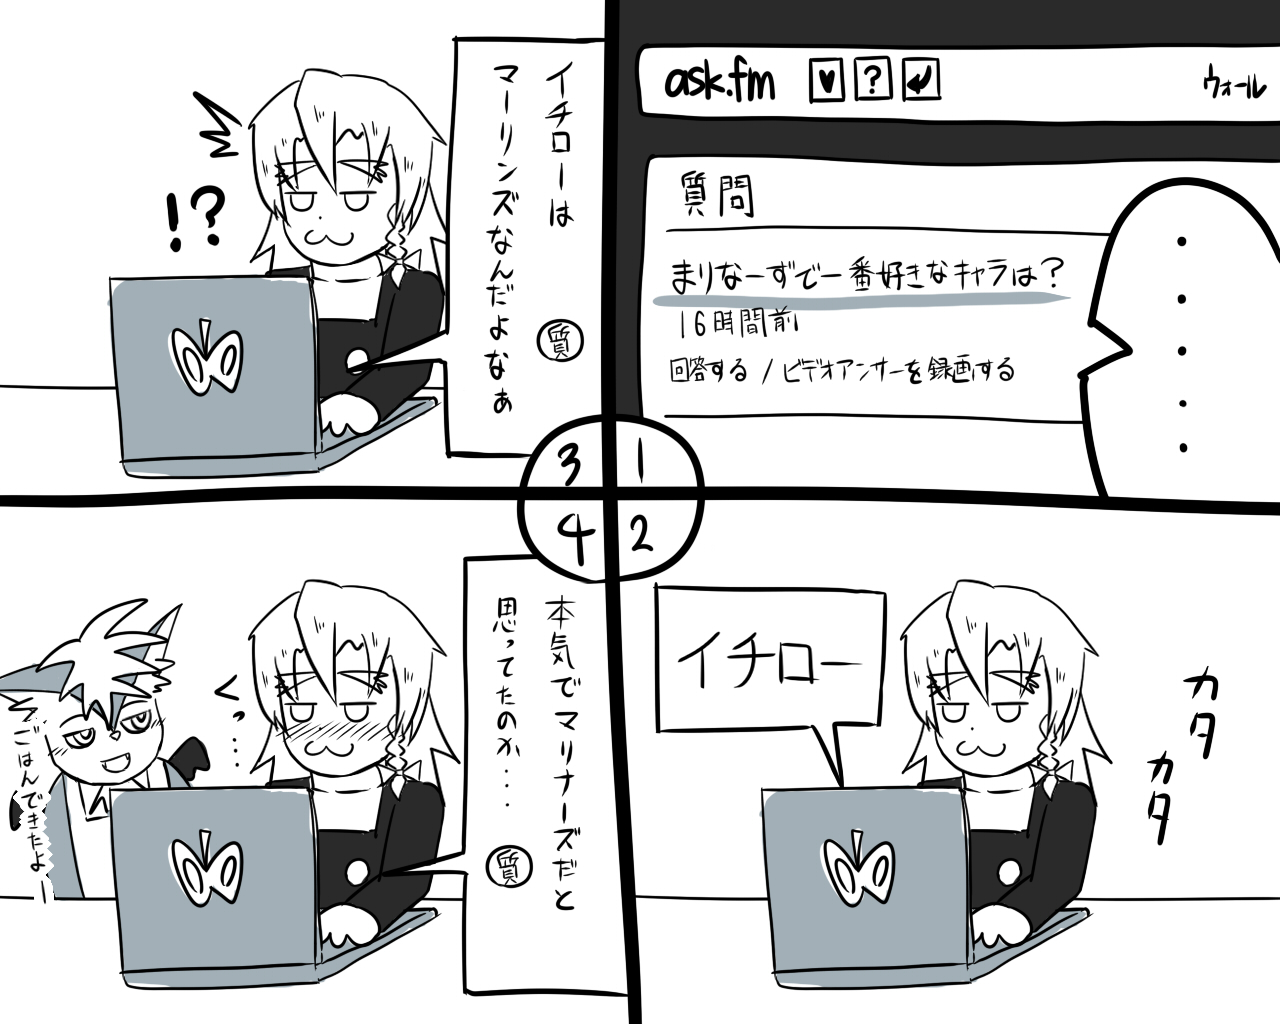 ask.fm ?
ウォール
質問
まりなーずで一番好きなキャラは?
16時間前
回答する / ビデオアンサーを録画する
・・・・・
1
2
イチロー
カタ
カタ
3
イチローは
マーリンズなんだよなぁ
質
!?
4
本気でマリナーズだと
思ってたのか・・・
質
っ…
ごはんできたよー